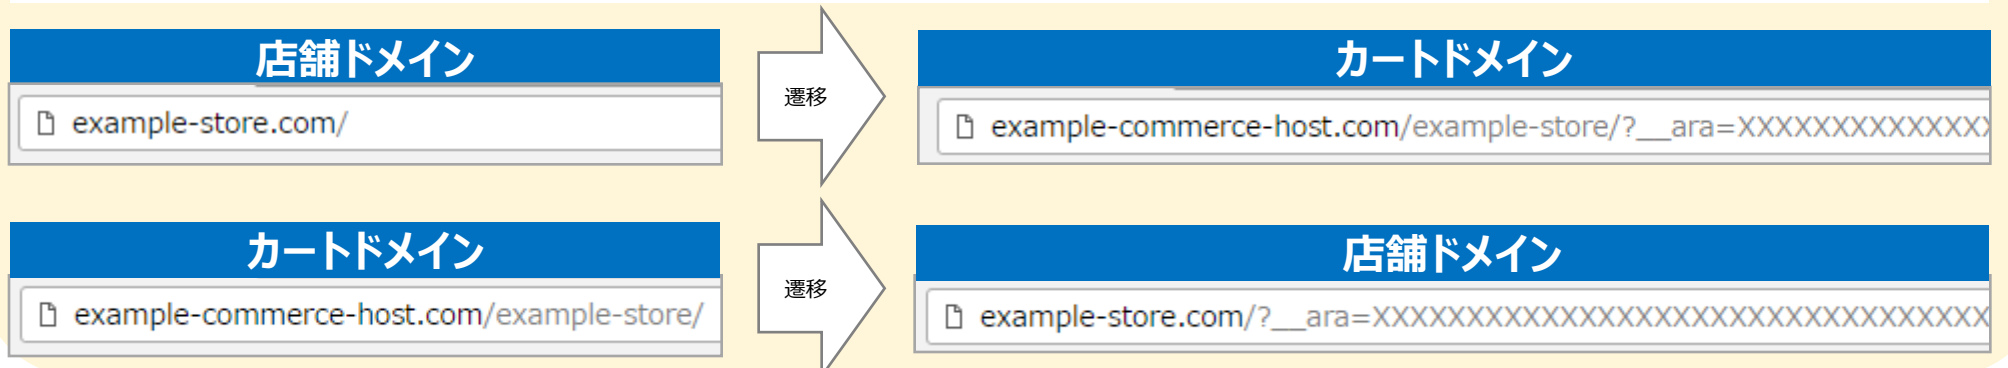 店舗ドメイン
example-store.com/
遷移
カートドメイン
example-commerce-host.com/example-store/?__ara=XXXXXXXXXXXXXX
カートドメイン
example-commerce-host.com/example-store/
遷移
店舗ドメイン
example-store.com/?__ara=XXXXXXXXXXXXXXXXXXXXXXXXXXXXXXXXX